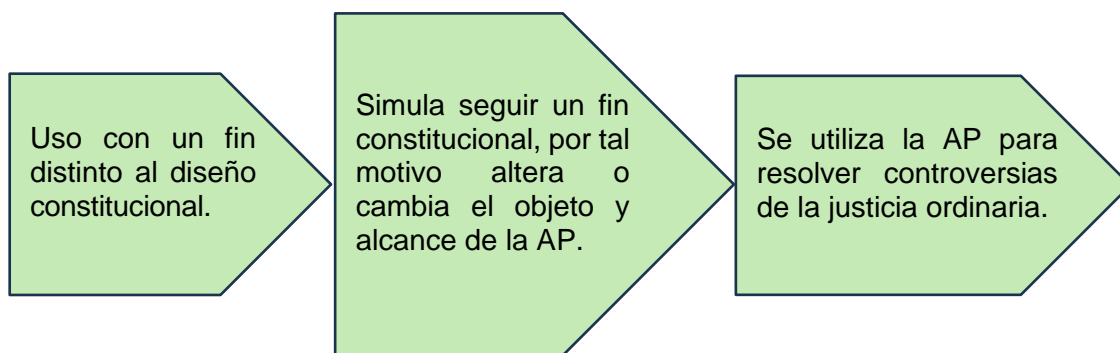 Uso con un fin
distinto al diseño
constitucional.
Simula seguir un fin
constitucional, por tal
motivo altera o
cambia el objeto y
alcance de la AP.
Se utiliza la AP para
resolver controversias
de la justicia ordinaria.